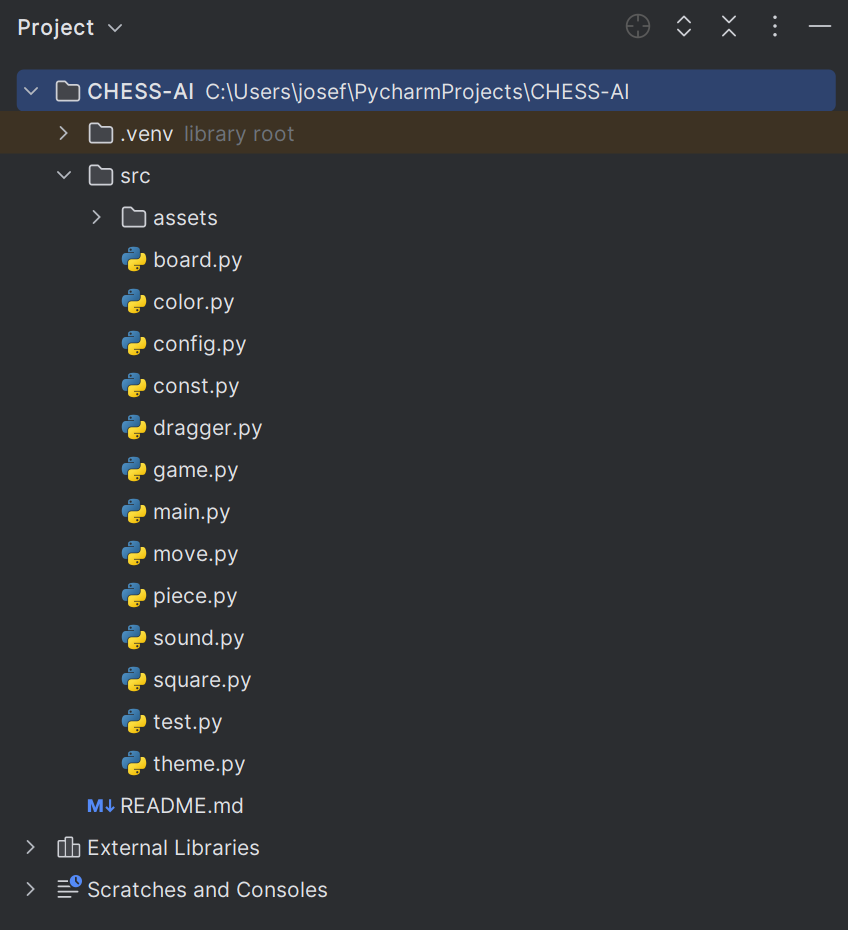 Project
CHESS-AI C:\Users\josef\PycharmProjects\CHESS-AI
.venv library root
src
assets
board.py
color.py
config.py
const.py
dragger.py
game.py
main.py
move.py
piece.py
sound.py
square.py
test.py
theme.py
M↓ README.md
External Libraries
Scratches and Consoles